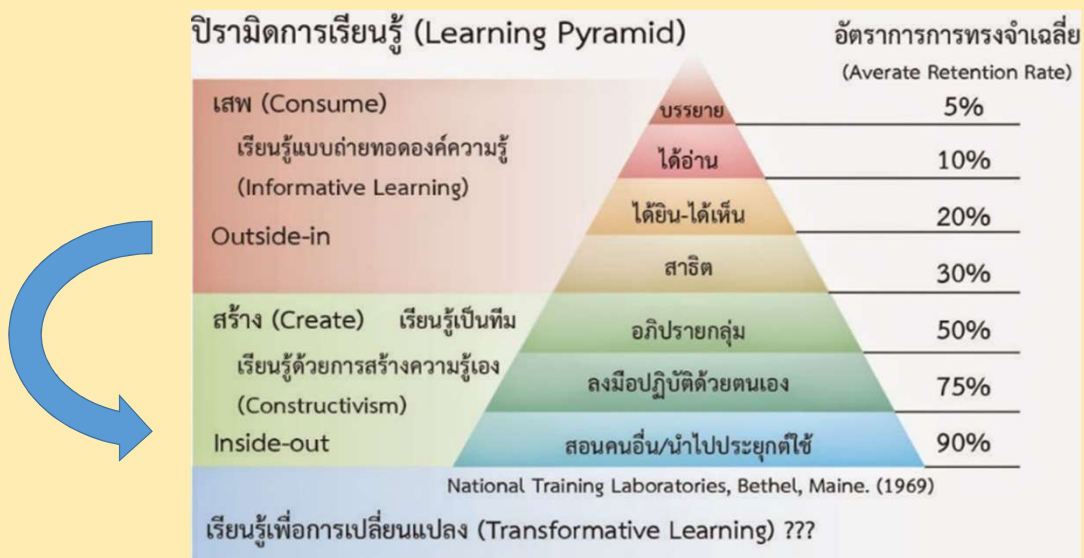 ปิรามิดการเรียนรู้ (Learning Pyramid)
อัตราการการทรงจำเฉลี่ย
(Averate Retention Rate)
เสพ (Consume)
เรียนรู้แบบถ่ายทอดองค์ความรู้
(Informative Learning)
Outside-in
บรรยาย 5%
ได้อ่าน 10%
ได้ยิน-ได้เห็น 20%
สาธิต 30%
สร้าง (Create) เรียนรู้เป็นทีม
เรียนรู้ด้วยการสร้างความรู้เอง
(Constructivism)
Inside-out
อภิปรายกลุ่ม 50%
ลงมือปฏิบัติด้วยตนเอง 75%
สอนคนอื่น/นำไปประยุกต์ใช้ 90%
National Training Laboratories, Bethel, Maine. (1969)
เรียนรู้เพื่อการเปลี่ยนแปลง (Transformative Learning) ???